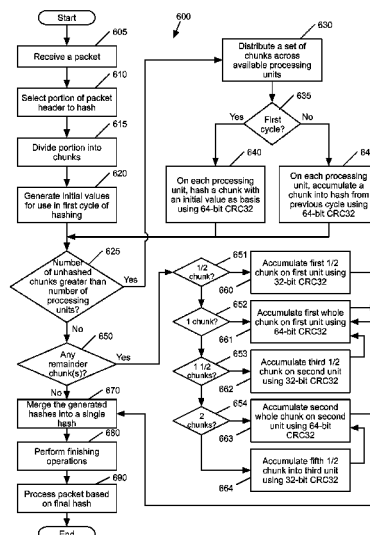 Start
605
Receive a packet
610
Select portion of packet
header to hash
615
Divide portion into
chunks
620
Generate initial values
for use in first cycle of
hashing
625
Number
of unhashed
chunks greater than
number of
processing
units?
Yes
No
650
Any
remainder
chunk(s)?
Yes
No
670
Merge the generated
hashes into a single
hash
680
Perform finishing
operations
690
Process packet based
on final hash
End
600
630
Distribute a set of
chunks across
available processing
units
635
First
cycle?
Yes
No
640
On each processing
unit, hash a chunk with
an initial value as basis
using 64-bit CRC32
64
On each processing
unit, accumulate a
chunk into hash from
previous cycle using
64-bit CRC32
651
1/2
chunk?
660
Accumulate first 1/2
chunk on first unit using
32-bit CRC32
652
1 chunk?
661
Accumulate first whole
chunk on first unit using
64-bit CRC32
653
1 1/2
chunks?
662
Accumulate third 1/2
chunk on second unit
using 32-bit CRC32
654
2
chunks?
663
Accumulate second
whole chunk on second
unit using 64-bit
CRC32
664
Accumulate fifth 1/2
chunk into third unit
using 32-bit CRC32